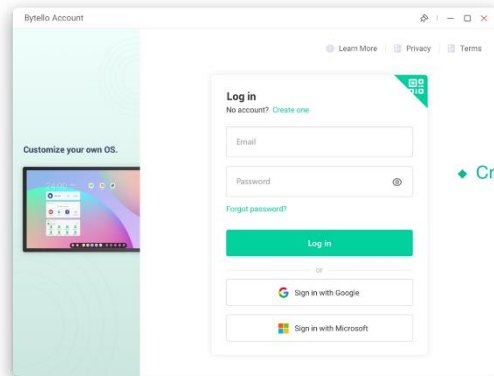 Bytello Account
Learn More
Privacy
Terms
Log in
No account? Create one
Email
Password
Forgot password?
Log in
or
Sign in with Google
Sign in with Microsoft
Customize your own OS.
Cr